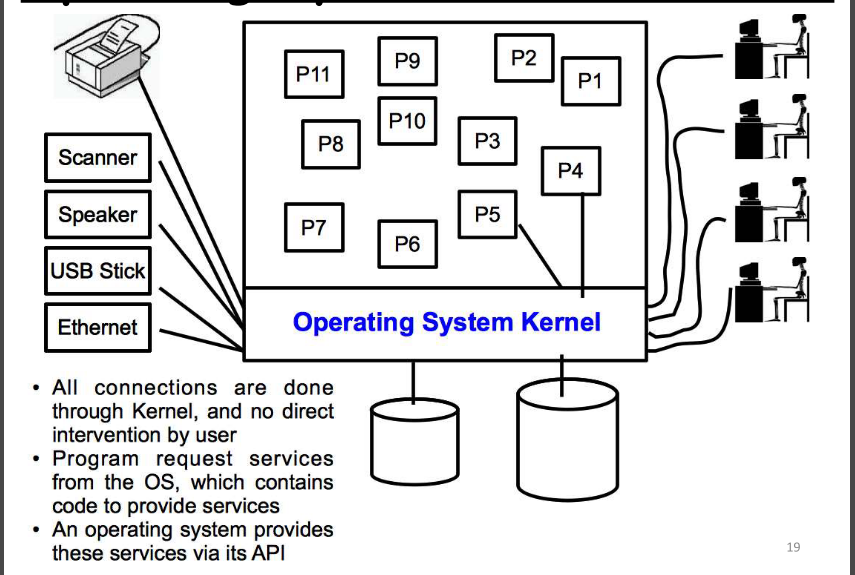 P11
P9
P2
P1
P10
P8
P3
P4
P7
P6
P5
Scanner
Speaker
USB Stick
Ethernet
Operating System Kernel
• All connections are done
through Kernel, and no direct
intervention by user
• Program request services
from the OS, which contains
code to provide services
• An operating system provides
these services via its API
19